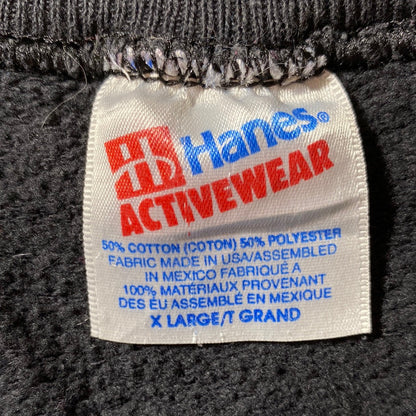 Hanes®
ACTIVEWEAR
50% COTTON (COTON) 50% POLYESTER
FABRIC MADE IN USA/ASSEMBLED
IN MEXICO FABRIQUÉ A
100% MATÉRIAUX PROVENANT
DES ÉU ASSEMBLÉ EN MEXIQUE
X LARGE/T GRAND